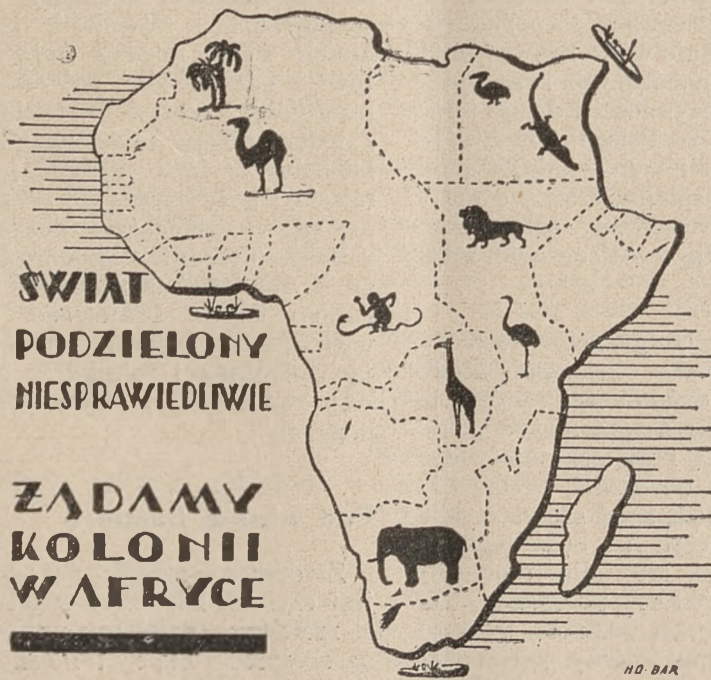 ŚWIAT
PODZIELONY
NIESPRAWIEDLIWIE
ŻĄDAMY
KOLONII
W AFRYCE
HO-BAR